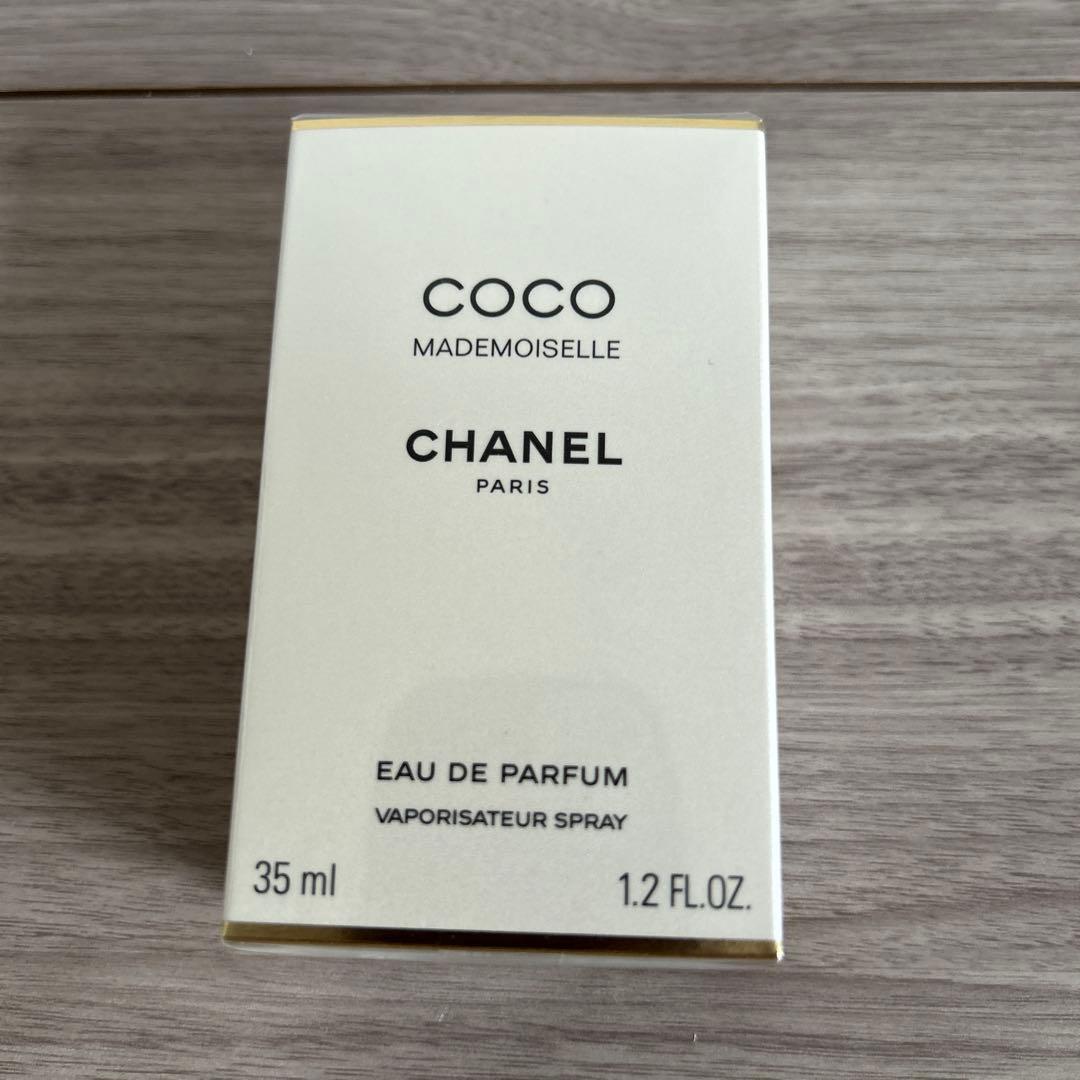 COCO
MADEMOISELLE
CHANEL
PARIS
EAU DE PARFUM
VAPORISATEUR SPRAY
35 ml 1.2 FL.OZ.